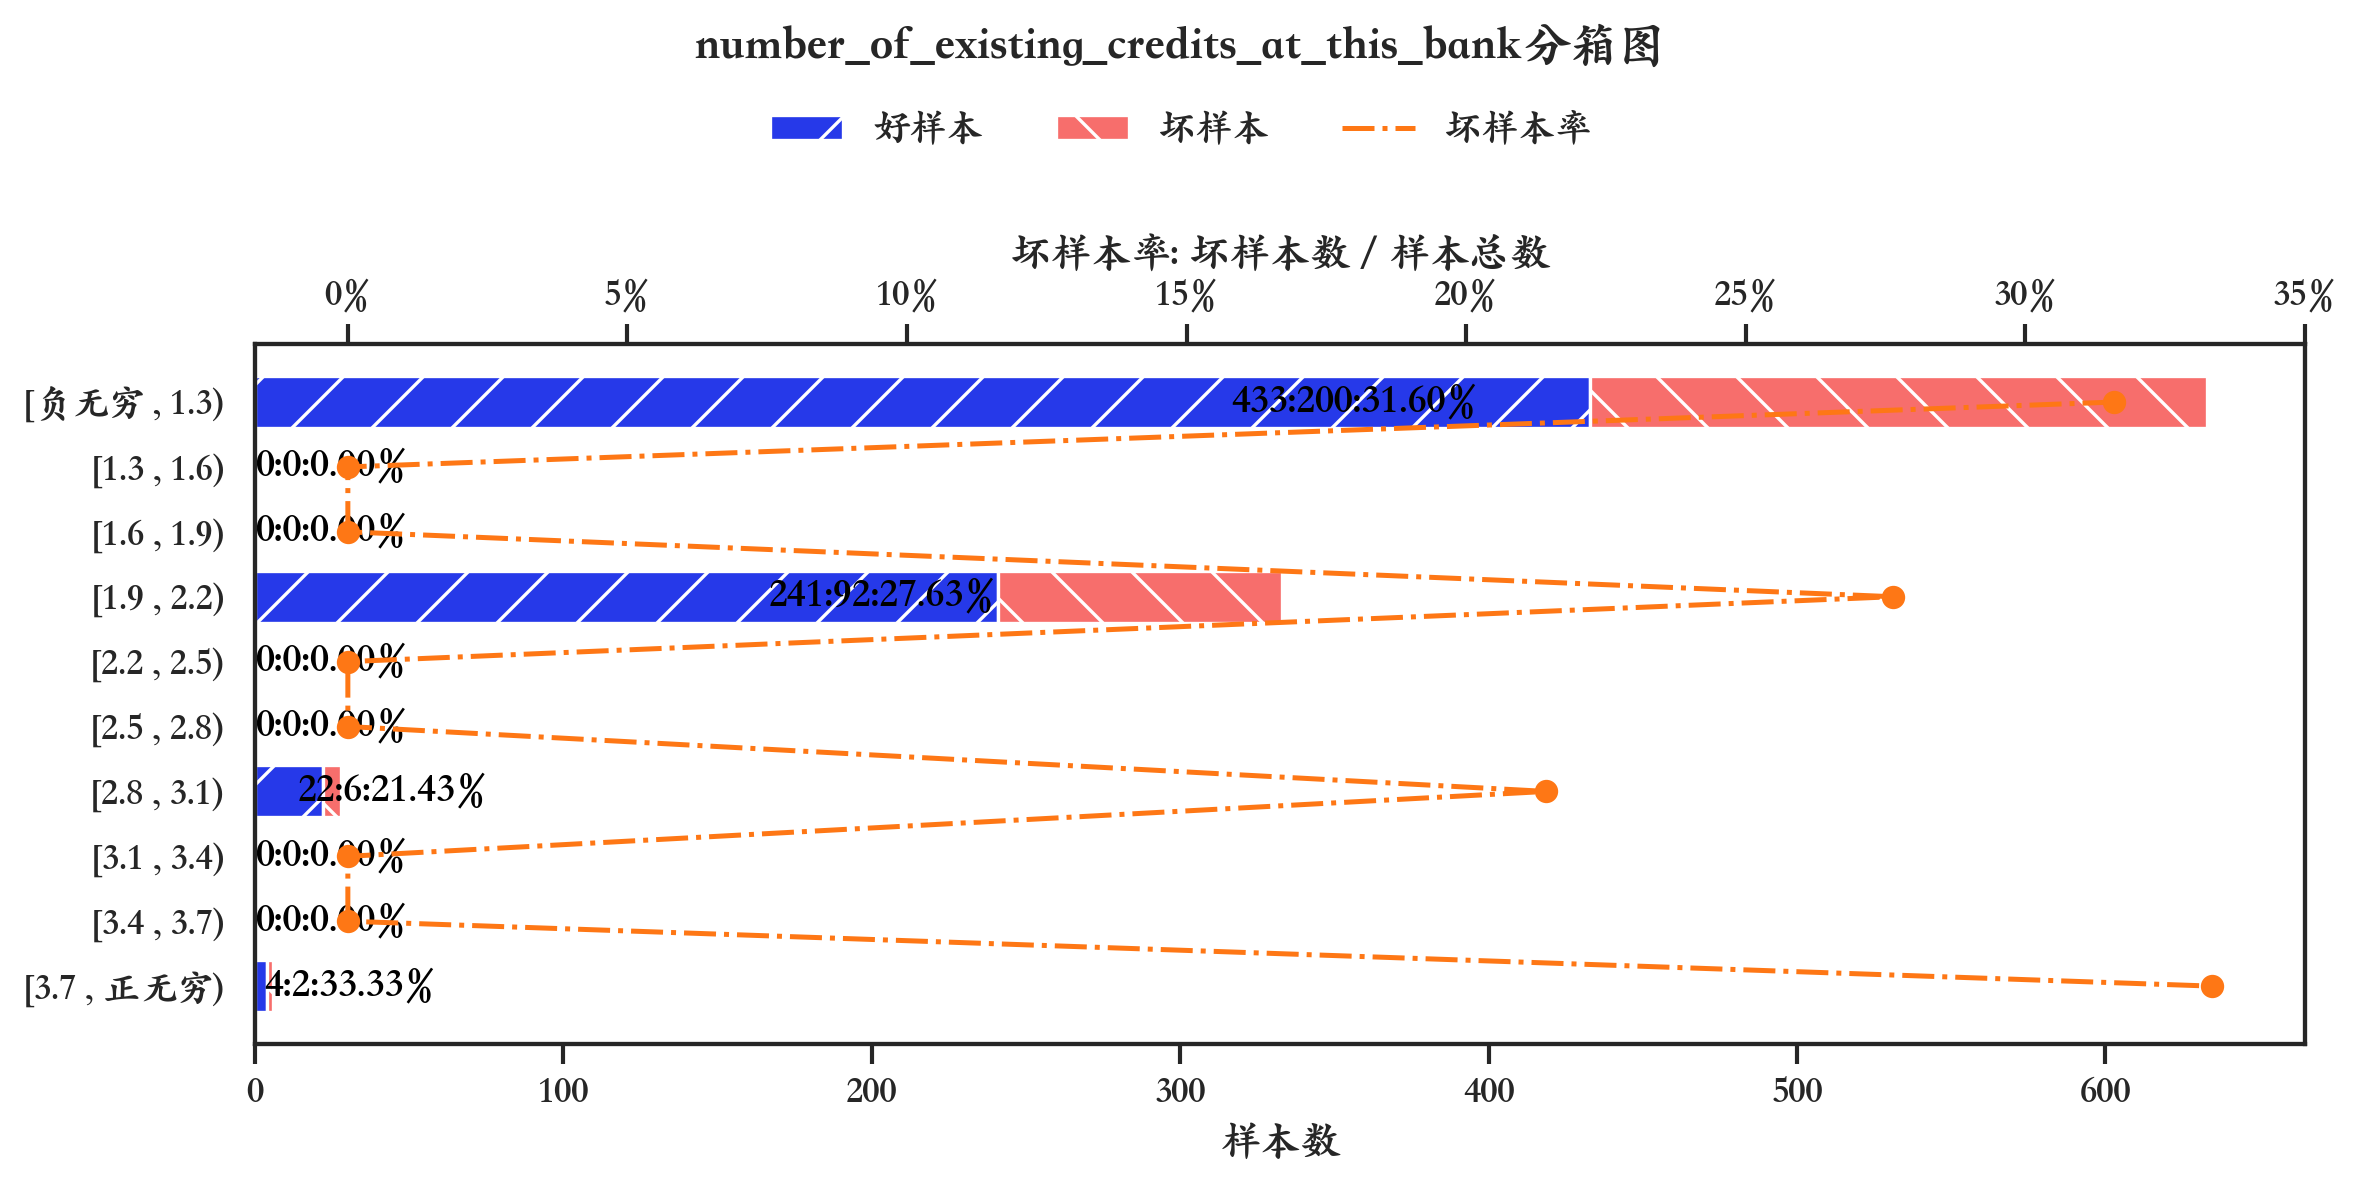 number_of_existing_credits_at_this_bank分箱图
好样本 坏样本 坏样本率
坏样本率: 坏样本数 / 样本总数
0% 5% 10% 15% 20% 25% 30% 35%
[负无穷 , 1.3) 433:200:31.60%
[1.3 , 1.6) 0:0:0.00%
[1.6 , 1.9) 0:0:0.00%
[1.9 , 2.2) 241:92:27.63%
[2.2 , 2.5) 0:0:0.00%
[2.5 , 2.8) 0:0:0.00%
[2.8 , 3.1) 22:6:21.43%
[3.1 , 3.4) 0:0:0.00%
[3.4 , 3.7) 0:0:0.00%
[3.7 , 正无穷) 4:2:33.33%
0 100 200 300 400 500 600
样本数